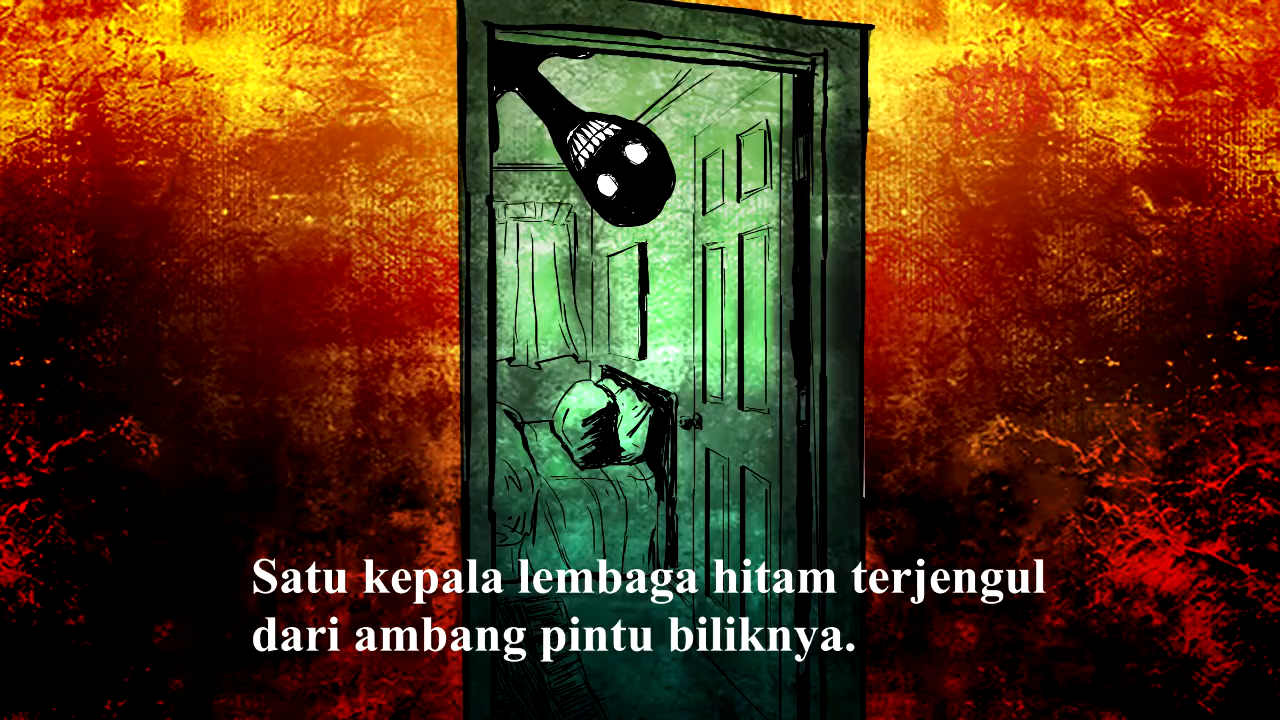 Satu kepala lembaga hitam terjengul
dari ambang pintu biliknya.